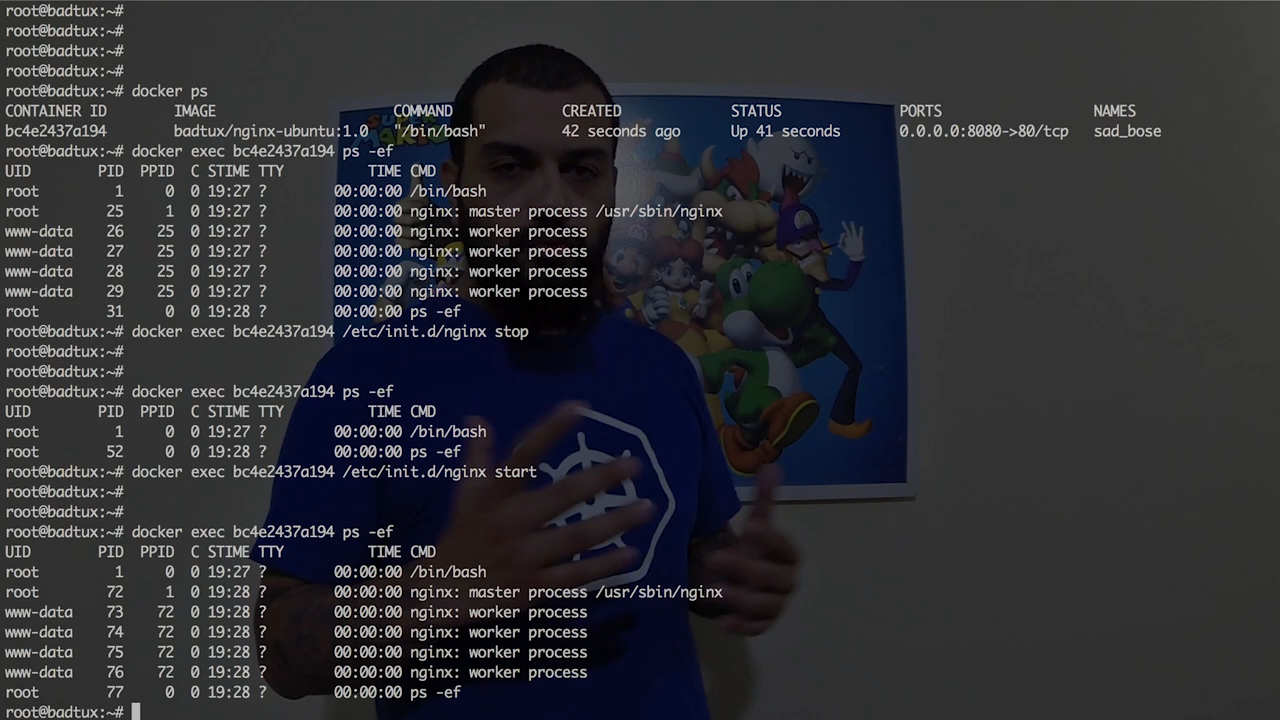 root@badtux:~#
root@badtux:~#
root@badtux:~#
root@badtux:~#
root@badtux:~# docker ps
CONTAINER ID        IMAGE                     COMMAND             CREATED             STATUS              PORTS                  NAMES
bc4e2437a194        badtux/nginx-ubuntu:1.0   "/bin/bash"         42 seconds ago      Up 41 seconds       0.0.0.0:8080->80/tcp   sad_bose
root@badtux:~# docker exec bc4e2437a194 ps -ef
UID        PID  PPID  C STIME TTY          TIME CMD
root         1     0  0 19:27 ?        00:00:00 /bin/bash
root        25     1  0 19:27 ?        00:00:00 nginx: master process /usr/sbin/nginx
www-data    26    25  0 19:27 ?        00:00:00 nginx: worker process
www-data    27    25  0 19:27 ?        00:00:00 nginx: worker process
www-data    28    25  0 19:27 ?        00:00:00 nginx: worker process
www-data    29    25  0 19:27 ?        00:00:00 nginx: worker process
root        31     0  0 19:28 ?        00:00:00 ps -ef
root@badtux:~# docker exec bc4e2437a194 /etc/init.d/nginx stop
root@badtux:~#
root@badtux:~#
root@badtux:~# docker exec bc4e2437a194 ps -ef
UID        PID  PPID  C STIME TTY          TIME CMD
root         1     0  0 19:27 ?        00:00:00 /bin/bash
root        52     0  0 19:28 ?        00:00:00 ps -ef
root@badtux:~# docker exec bc4e2437a194 /etc/init.d/nginx start
root@badtux:~#
root@badtux:~#
root@badtux:~# docker exec bc4e2437a194 ps -ef
UID        PID  PPID  C STIME TTY          TIME CMD
root         1     0  0 19:27 ?        00:00:00 /bin/bash
root        72     1  0 19:28 ?        00:00:00 nginx: master process /usr/sbin/nginx
www-data    73    72  0 19:28 ?        00:00:00 nginx: worker process
www-data    74    72  0 19:28 ?        00:00:00 nginx: worker process
www-data    75    72  0 19:28 ?        00:00:00 nginx: worker process
www-data    76    72  0 19:28 ?        00:00:00 nginx: worker process
root        77     0  0 19:28 ?        00:00:00 ps -ef
root@badtux:~#